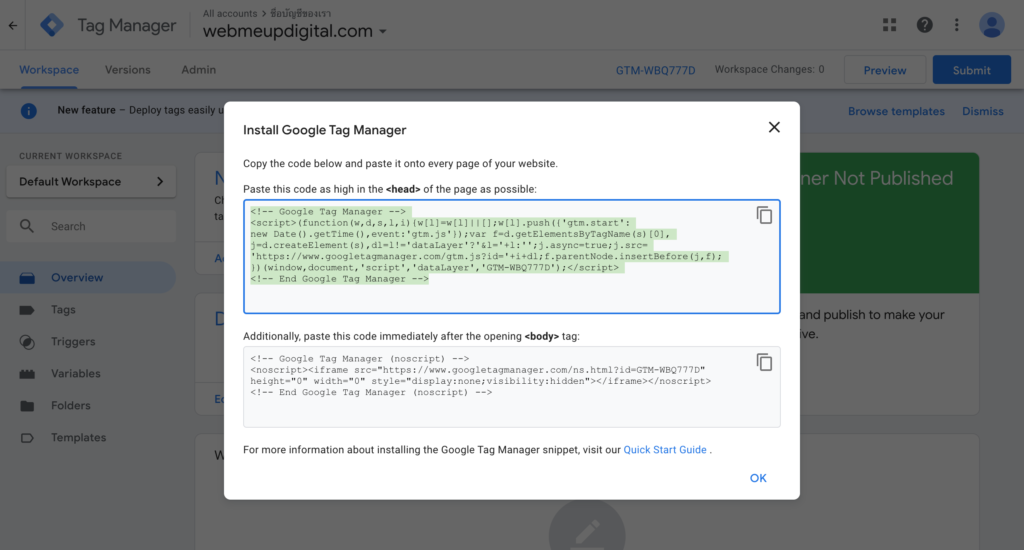 Tag Manager
All accounts > ชื่อบัญชีของเรา
webmeupdigital.com
Workspace
Versions
Admin
GTM-WBQ777D
Workspace Changes: 0
Preview
Submit
New feature – Deploy tags easily u
Browse templates
Dismiss
CURRENT WORKSPACE
Default Workspace
Search
Overview
Tags
Triggers
Variables
Folders
Templates
Install Google Tag Manager
Copy the code below and paste it onto every page of your website.
Paste this code as high in the <head> of the page as possible:
<!-- Google Tag Manager -->
<script>(function(w,d,s,l,i){w[l]=w[l]||[];w[l].push({'gtm.start':
new Date().getTime(),event:'gtm.js'});var f=d.getElementsByTagName(s)[0],
j=d.createElement(s),dl=l!='dataLayer'?'&l='+l:'';j.async=true;j.src=
'https://www.googletagmanager.com/gtm.js?id='+i+dl;f.parentNode.insertBefore(j,f);
})(window,document,'script','dataLayer','GTM-WBQ777D');</script>
<!-- End Google Tag Manager -->
Additionally, paste this code immediately after the opening <body> tag:
<!-- Google Tag Manager (noscript) -->
<noscript><iframe src="https://www.googletagmanager.com/ns.html?id=GTM-WBQ777D"
height="0" width="0" style="display:none;visibility:hidden"></iframe></noscript>
<!-- End Google Tag Manager (noscript) -->
For more information about installing the Google Tag Manager snippet, visit our Quick Start Guide .
OK
ner Not Published
and publish to make your